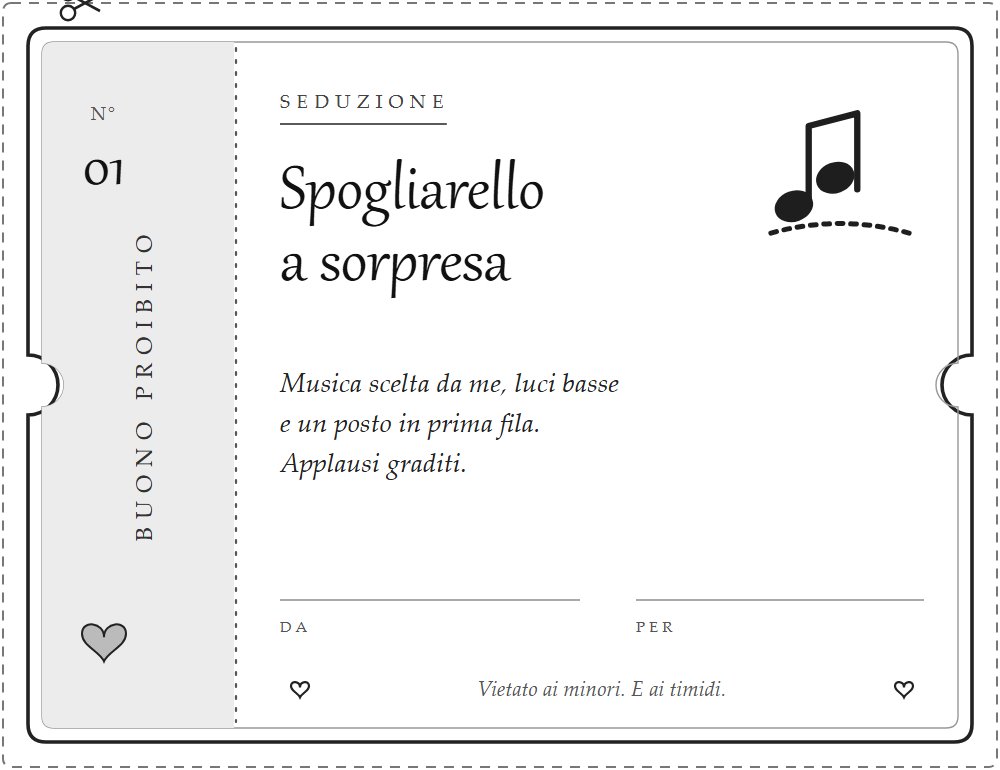 N°
01
BUONO PROIBITO
SEDUZIONE
Spogliarello
a sorpresa
Musica scelta da me, luci basse
e un posto in prima fila.
Applausi graditi.
DA
PER
Vietato ai minori. E ai timidi.